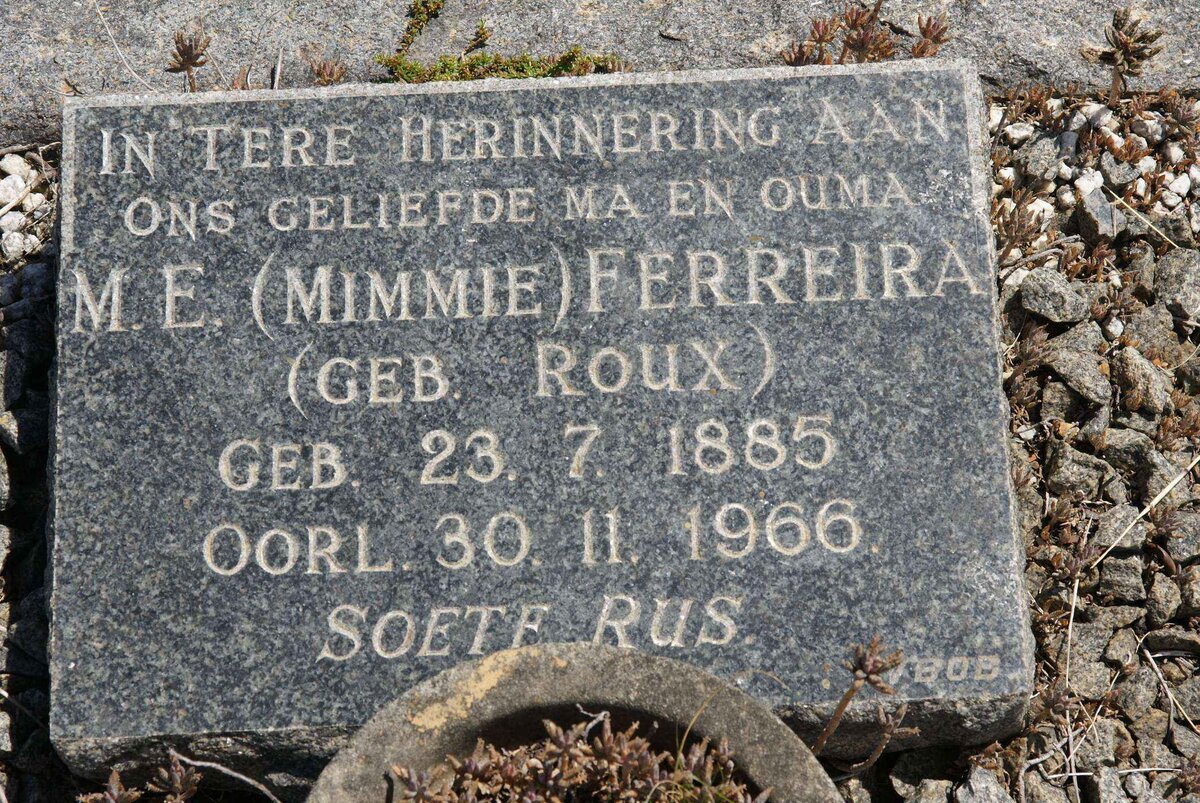 IN TERE HERINNERING AAN
ONS GELIEFDE MA EN OUMA
M. E. (MIMMIE) FERREIRA
(GEB. ROUX)
GEB. 23. 7. 1885
OORL. 30. 11. 1966.
SOETE RUS.